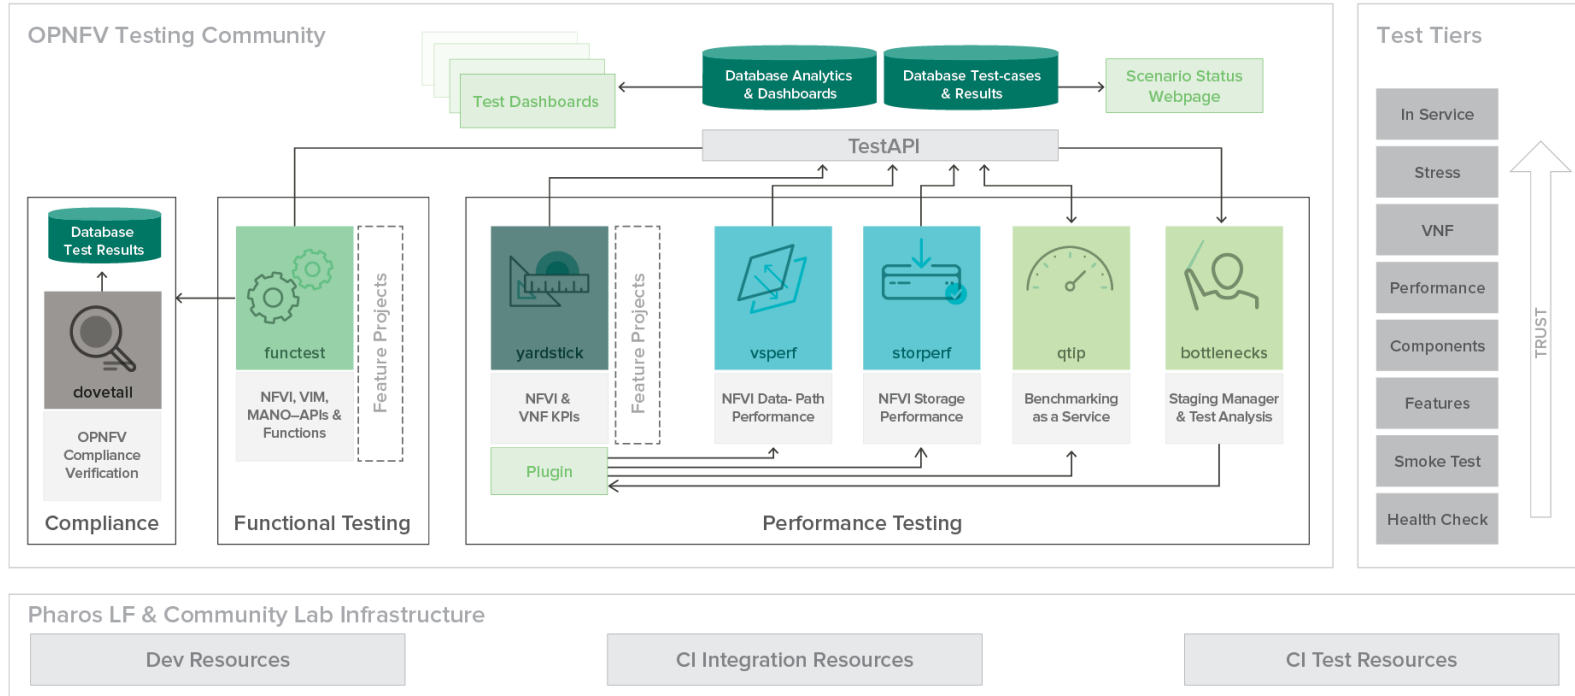 OPNFV Testing Community
Test Dashboards
Database Analytics
& Dashboards
Database Test-cases
& Results
Scenario Status
Webpage
TestAPI
Database
Test Results
dovetail
OPNFV
Compliance
Verification
Compliance
functest
NFVI, VIM,
MANO–APIs &
Functions
Feature Projects
Functional Testing
yardstick
NFVI &
VNF KPIs
Plugin
Feature Projects
vsperf
NFVI Data- Path
Performance
storperf
NFVI Storage
Performance
qtip
Benchmarking
as a Service
bottlenecks
Staging Manager
& Test Analysis
Performance Testing
Test Tiers
In Service
Stress
VNF
Performance
Components
Features
Smoke Test
Health Check
TRUST
Pharos LF & Community Lab Infrastructure
Dev Resources
CI Integration Resources
CI Test Resources